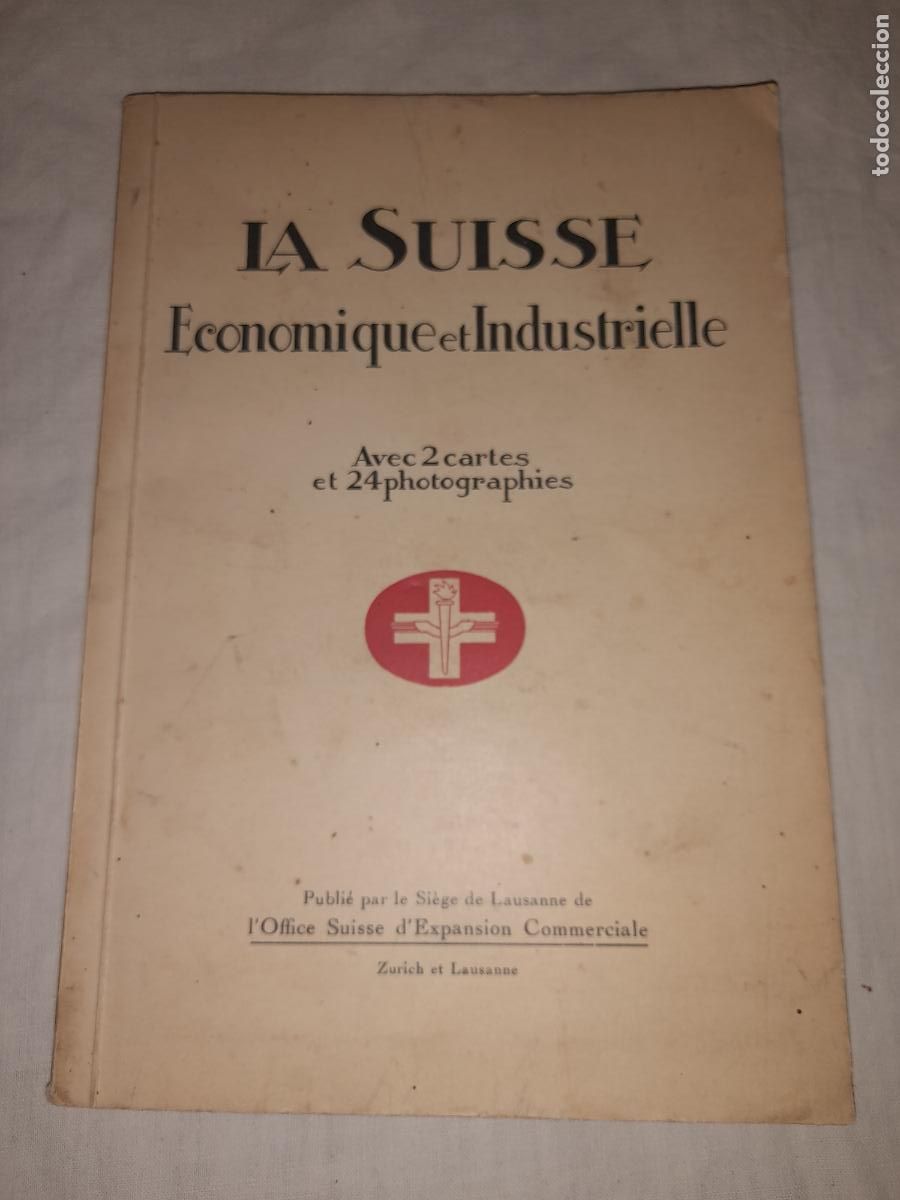 LA SUISSE
Economique et Industrielle
Avec 2 cartes
et 24 photographies
Publié par le Siège de Lausanne de
l'Office Suisse d'Expansion Commerciale
Zurich et Lausanne
todocoleccion